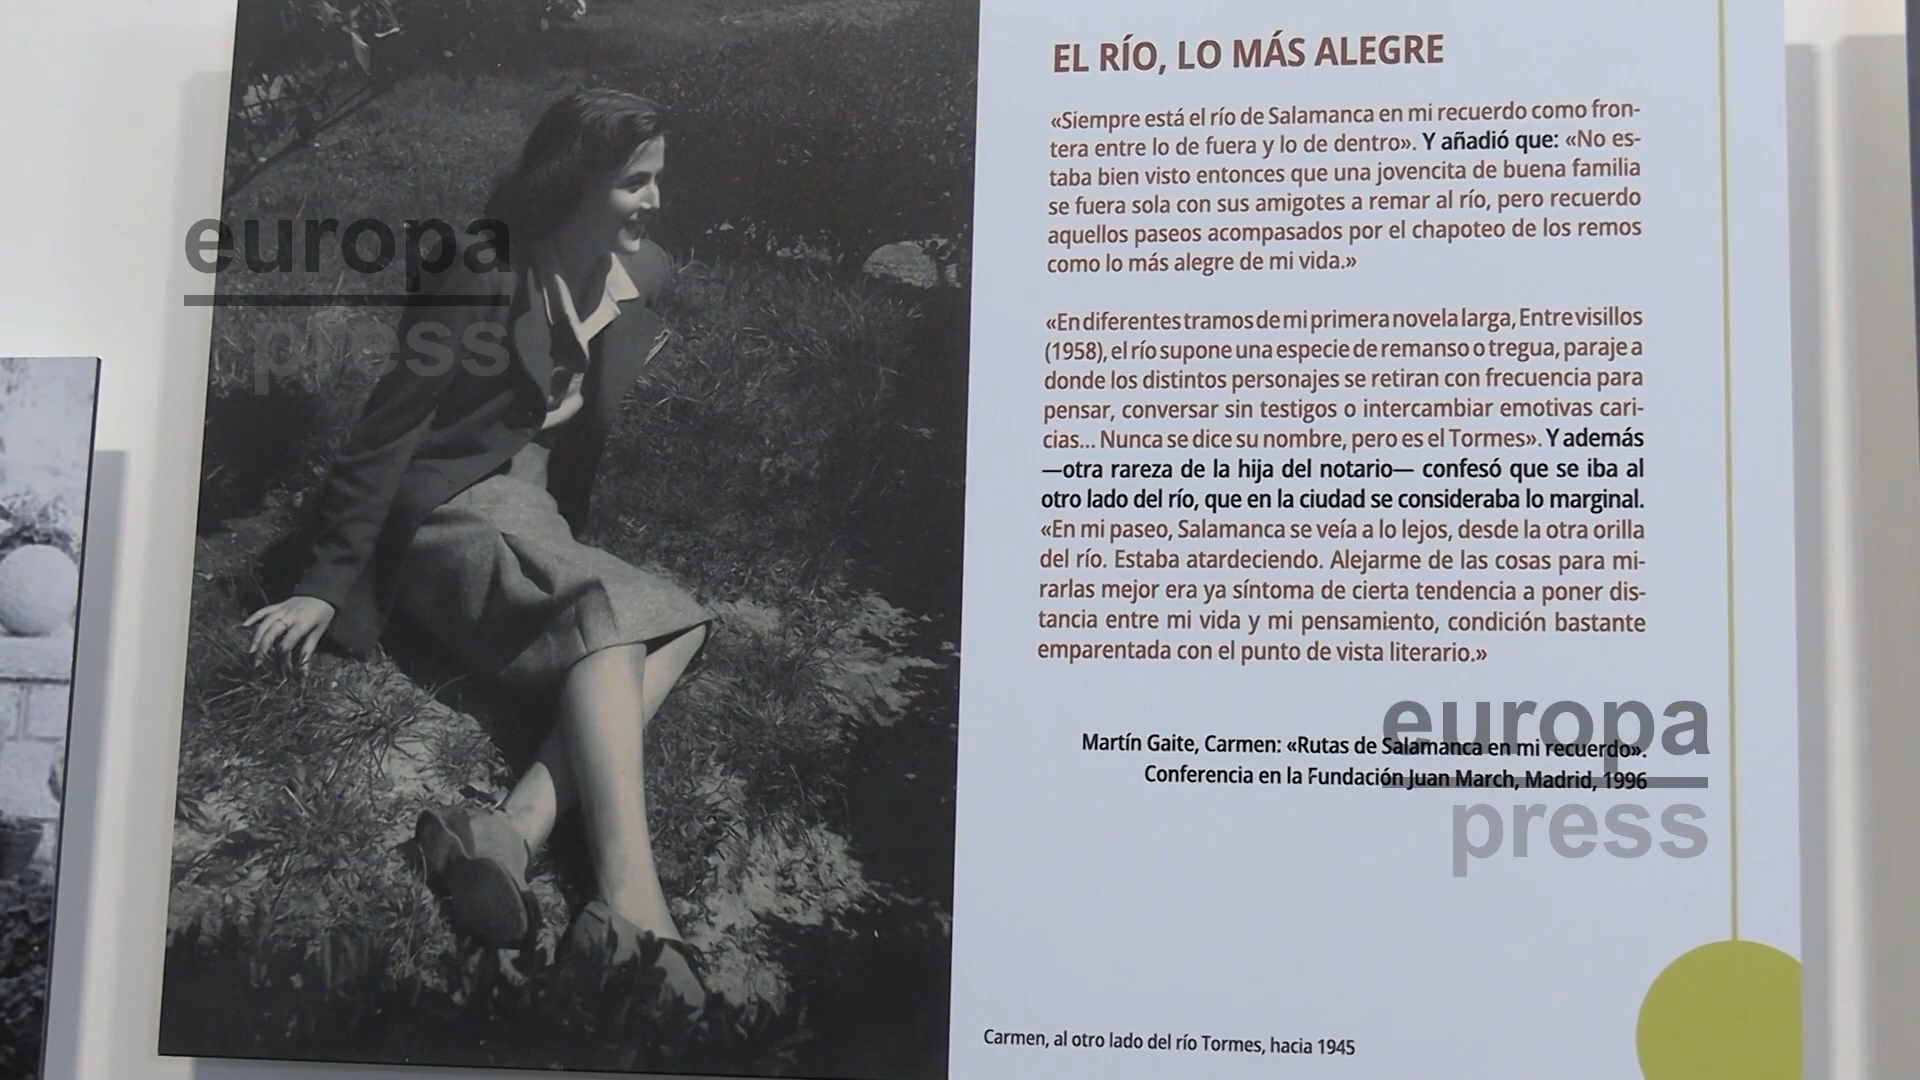 EL RÍO, LO MÁS ALEGRE
«Siempre está el río de Salamanca en mi recuerdo como fron-
tera entre lo de fuera y lo de dentro». Y añadió que: «No es-
taba bien visto entonces que una jovencita de buena familia
se fuera sola con sus amigotes a remar al río, pero recuerdo
aquellos paseos acompasados por el chapoteo de los remos
como lo más alegre de mi vida.»
«En diferentes tramos de mi primera novela larga, Entre visillos
(1958), el río supone una especie de remanso o tregua, paraje a
donde los distintos personajes se retiran con frecuencia para
pensar, conversar sin testigos o intercambiar emotivas cari-
cias... Nunca se dice su nombre, pero es el Tormes». Y además
—otra rareza de la hija del notario— confesó que se iba al
otro lado del río, que en la ciudad se consideraba lo marginal.
«En mi paseo, Salamanca se veía a lo lejos, desde la otra orilla
del río. Estaba atardeciendo. Alejarme de las cosas para mi-
rarlas mejor era ya síntoma de cierta tendencia a poner dis-
tancia entre mi vida y mi pensamiento, condición bastante
emparentada con el punto de vista literario.»
Martín Gaite, Carmen: «Rutas de Salamanca en mi recuerdo».
Conferencia en la Fundación Juan March, Madrid, 1996
Carmen, al otro lado del río Tormes, hacia 1945
europa
press
europa
press